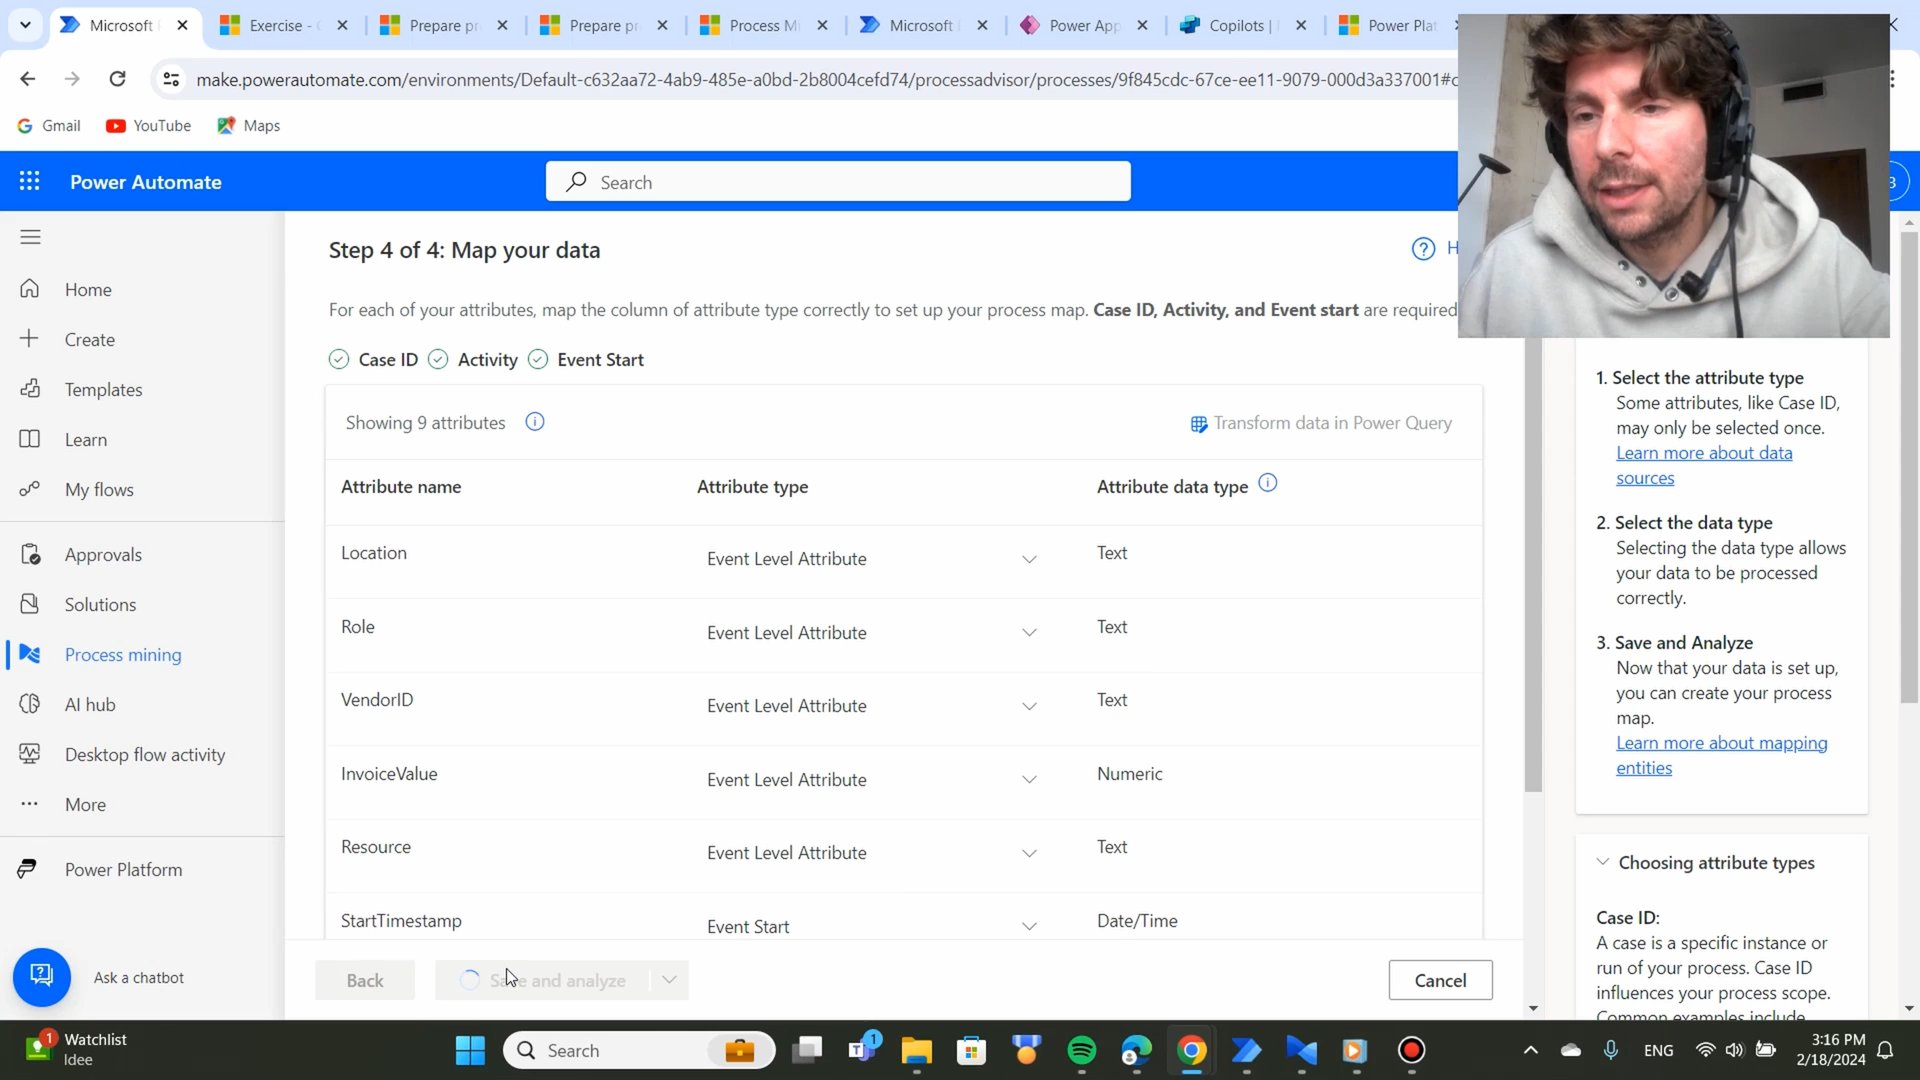 Microsoft
Exercise -
Prepare pr
Prepare pr
Process Mi
Microsoft
Power App
Copilots |
Power Plat
make.powerautomate.com/environments/Default-c632aa72-4ab9-485e-a0bd-2b8004cefd74/processadvisor/processes/9f845cdc-67ce-ee11-9079-000d3a337001#c
Gmail
YouTube
Maps
Power Automate
Search
Home
Create
Templates
Learn
My flows
Approvals
Solutions
Process mining
AI hub
Desktop flow activity
More
Power Platform
Ask a chatbot
Step 4 of 4: Map your data
H
For each of your attributes, map the column of attribute type correctly to set up your process map. Case ID, Activity, and Event start are required
Case ID Activity Event Start
Showing 9 attributes
Transform data in Power Query
Attribute name Attribute type Attribute data type
Location Event Level Attribute Text
Role Event Level Attribute Text
VendorID Event Level Attribute Text
InvoiceValue Event Level Attribute Numeric
Resource Event Level Attribute Text
StartTimestamp Event Start Date/Time
Back
Save and analyze
Cancel
1. Select the attribute type
Some attributes, like Case ID,
may only be selected once.
Learn more about data
sources
2. Select the data type
Selecting the data type allows
your data to be processed
correctly.
3. Save and Analyze
Now that your data is set up,
you can create your process
map.
Learn more about mapping
entities
Choosing attribute types
Case ID:
A case is a specific instance or
run of your process. Case ID
influences your process scope.
Common examples include
1
Watchlist
Idee
Search
1
ENG
3:16 PM
2/18/2024